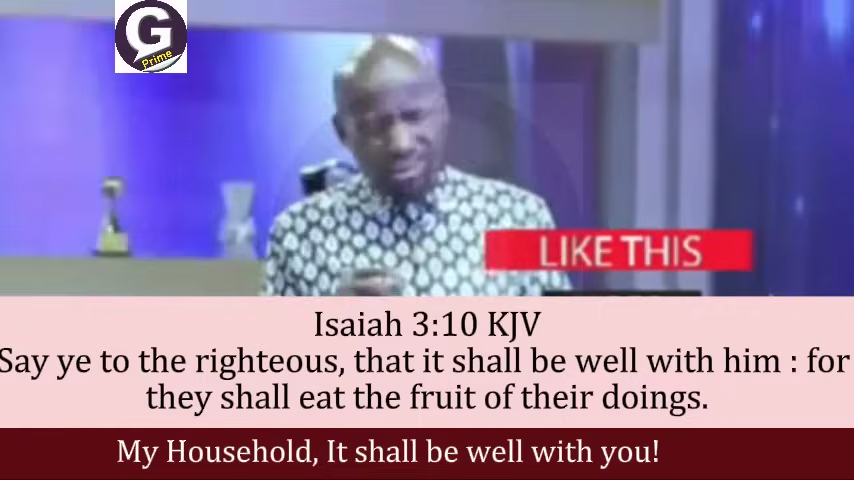 G
Prime
LIKE THIS
Isaiah 3:10 KJV
Say ye to the righteous, that it shall be well with him : for
they shall eat the fruit of their doings.
My Household, It shall be well with you!